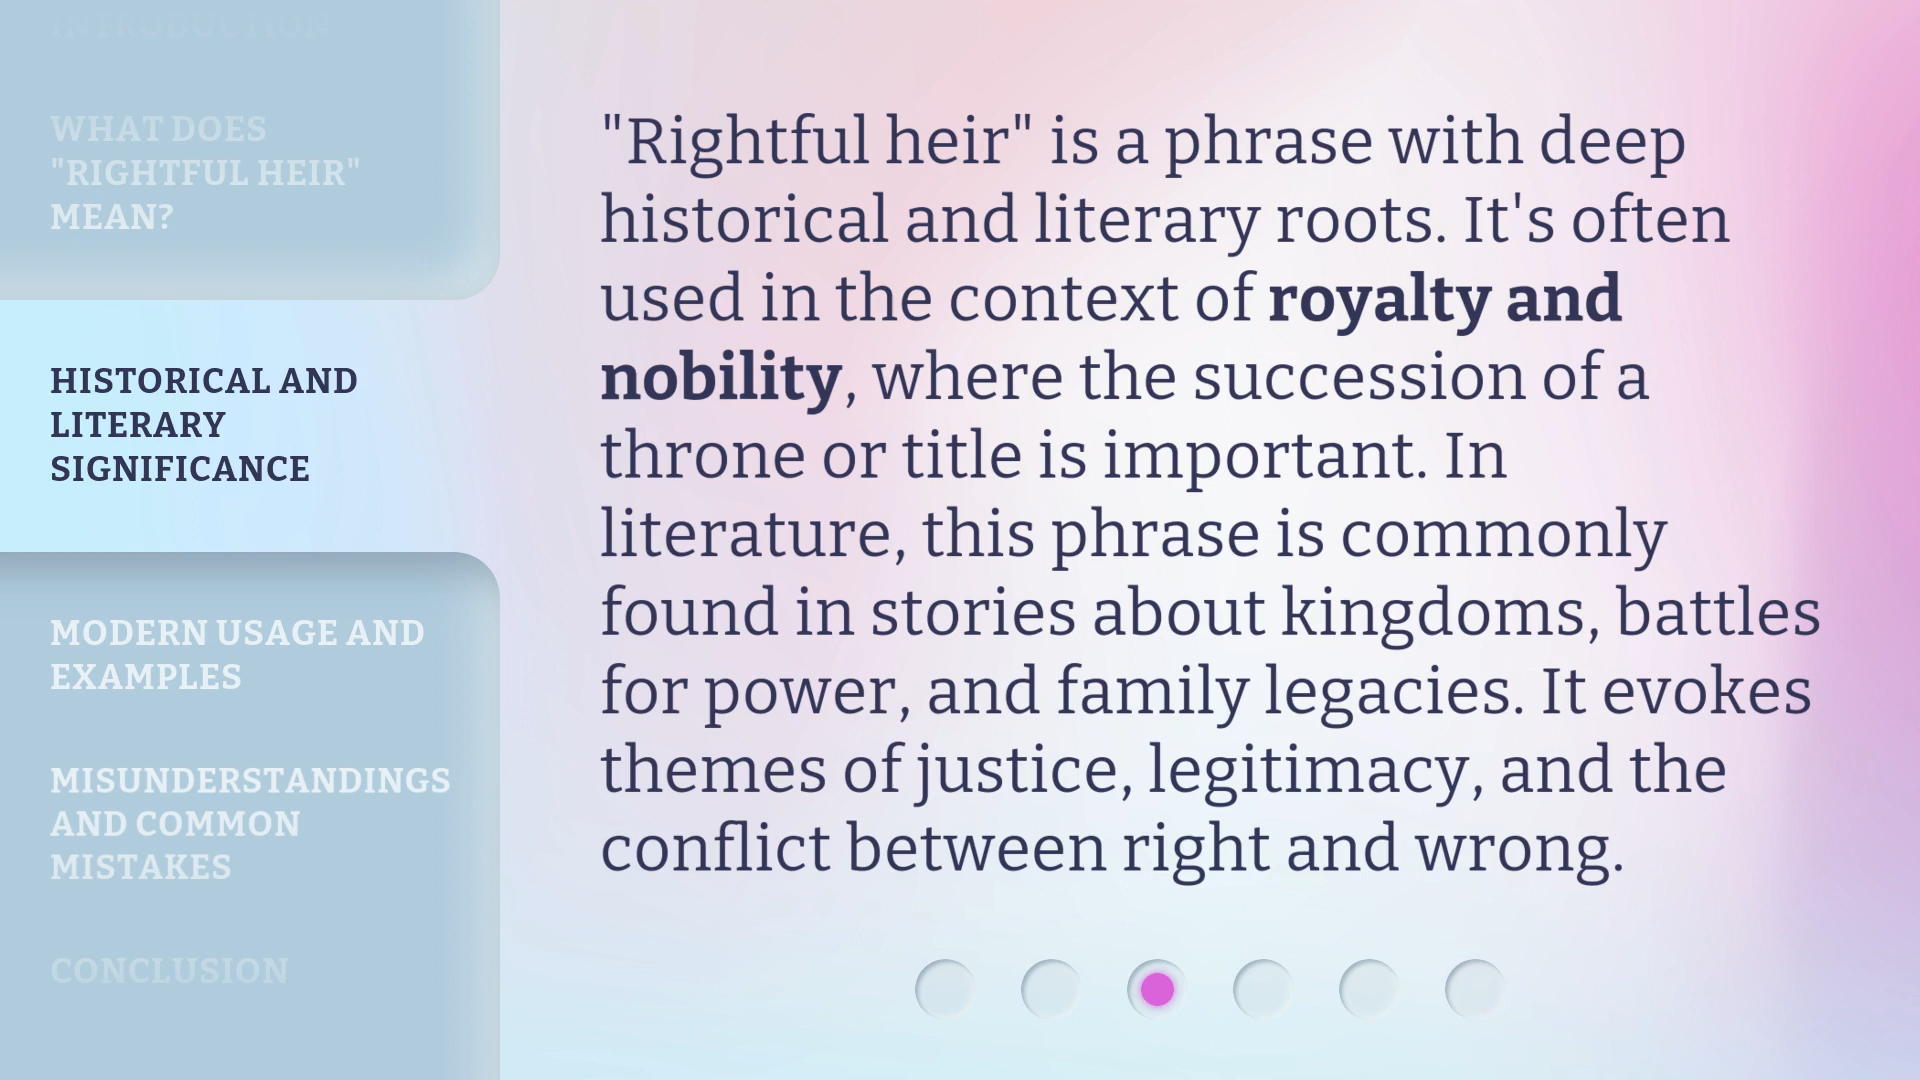 INTRODUCTION
WHAT DOES
"RIGHTFUL HEIR"
MEAN?
HISTORICAL AND
LITERARY
SIGNIFICANCE
MODERN USAGE AND
EXAMPLES
MISUNDERSTANDINGS
AND COMMON
MISTAKES
CONCLUSION
"Rightful heir" is a phrase with deep
historical and literary roots. It's often
used in the context of royalty and
nobility, where the succession of a
throne or title is important. In
literature, this phrase is commonly
found in stories about kingdoms, battles
for power, and family legacies. It evokes
themes of justice, legitimacy, and the
conflict between right and wrong.